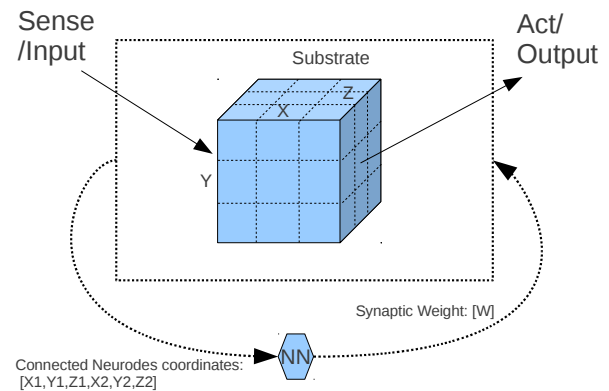 Sense
/Input
Act/
Output
Substrate
Z
X
Y
Synaptic Weight: [W]
NN
Connected Neurodes coordinates:
[X1,Y1,Z1,X2,Y2,Z2]